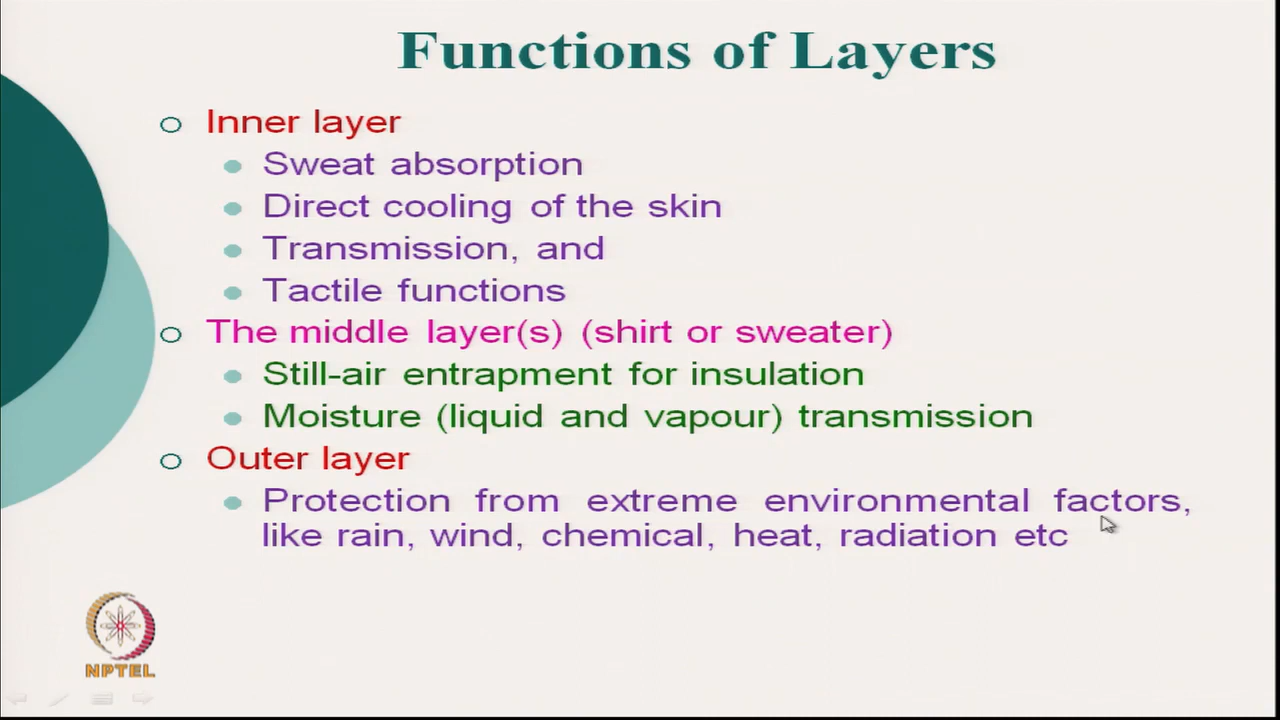 Functions of Layers
Inner layer
Sweat absorption
Direct cooling of the skin
Transmission, and
Tactile functions
The middle layer(s) (shirt or sweater)
Still-air entrapment for insulation
Moisture (liquid and vapour) transmission
Outer layer
Protection from extreme environmental factors,
like rain, wind, chemical, heat, radiation etc
NPTEL